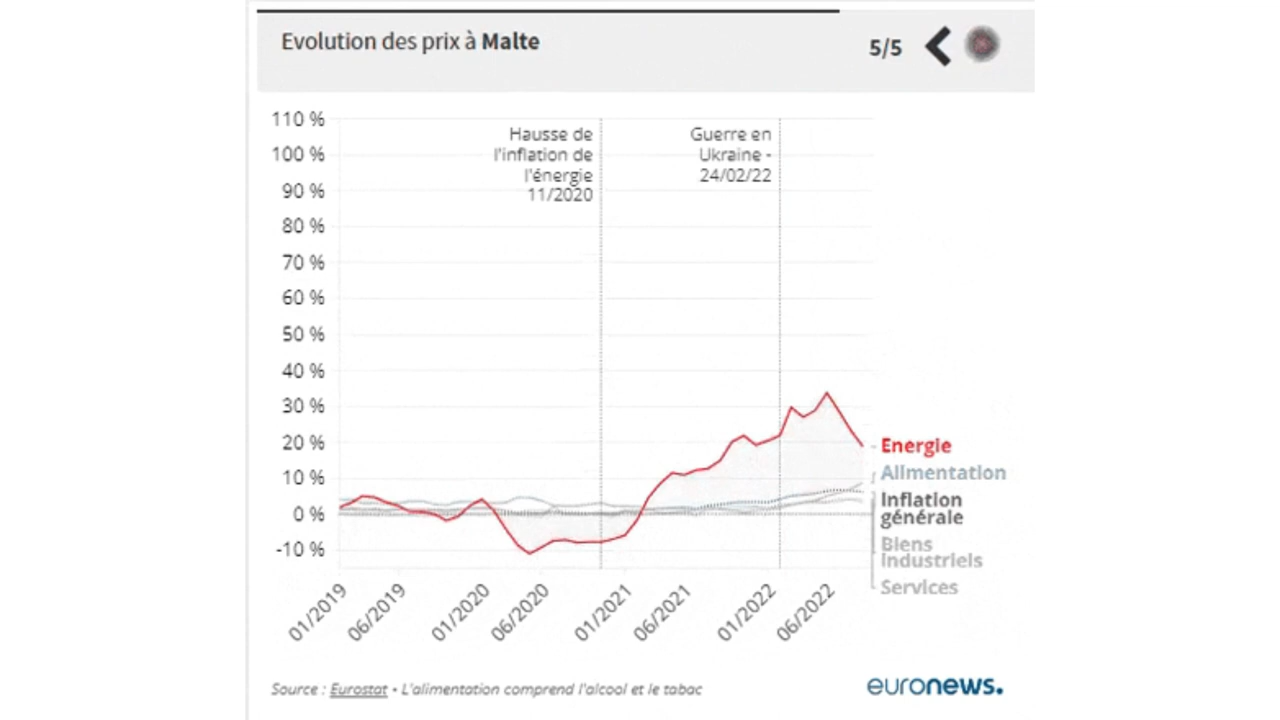 Evolution des prix à Malte
5/5
110 %
100 %
90 %
80 %
70 %
60 %
50 %
40 %
30 %
20 %
10 %
0 %
-10 %
Hausse de
l'inflation de
l'énergie
11/2020
Guerre en
Ukraine -
24/02/22
Energie
Alimentation
Inflation
générale
Biens
industriels
Services
01/2019
06/2019
01/2020
06/2020
01/2021
06/2021
01/2022
06/2022
Source : Eurostat • L'alimentation comprend l'alcool et le tabac
euronews.